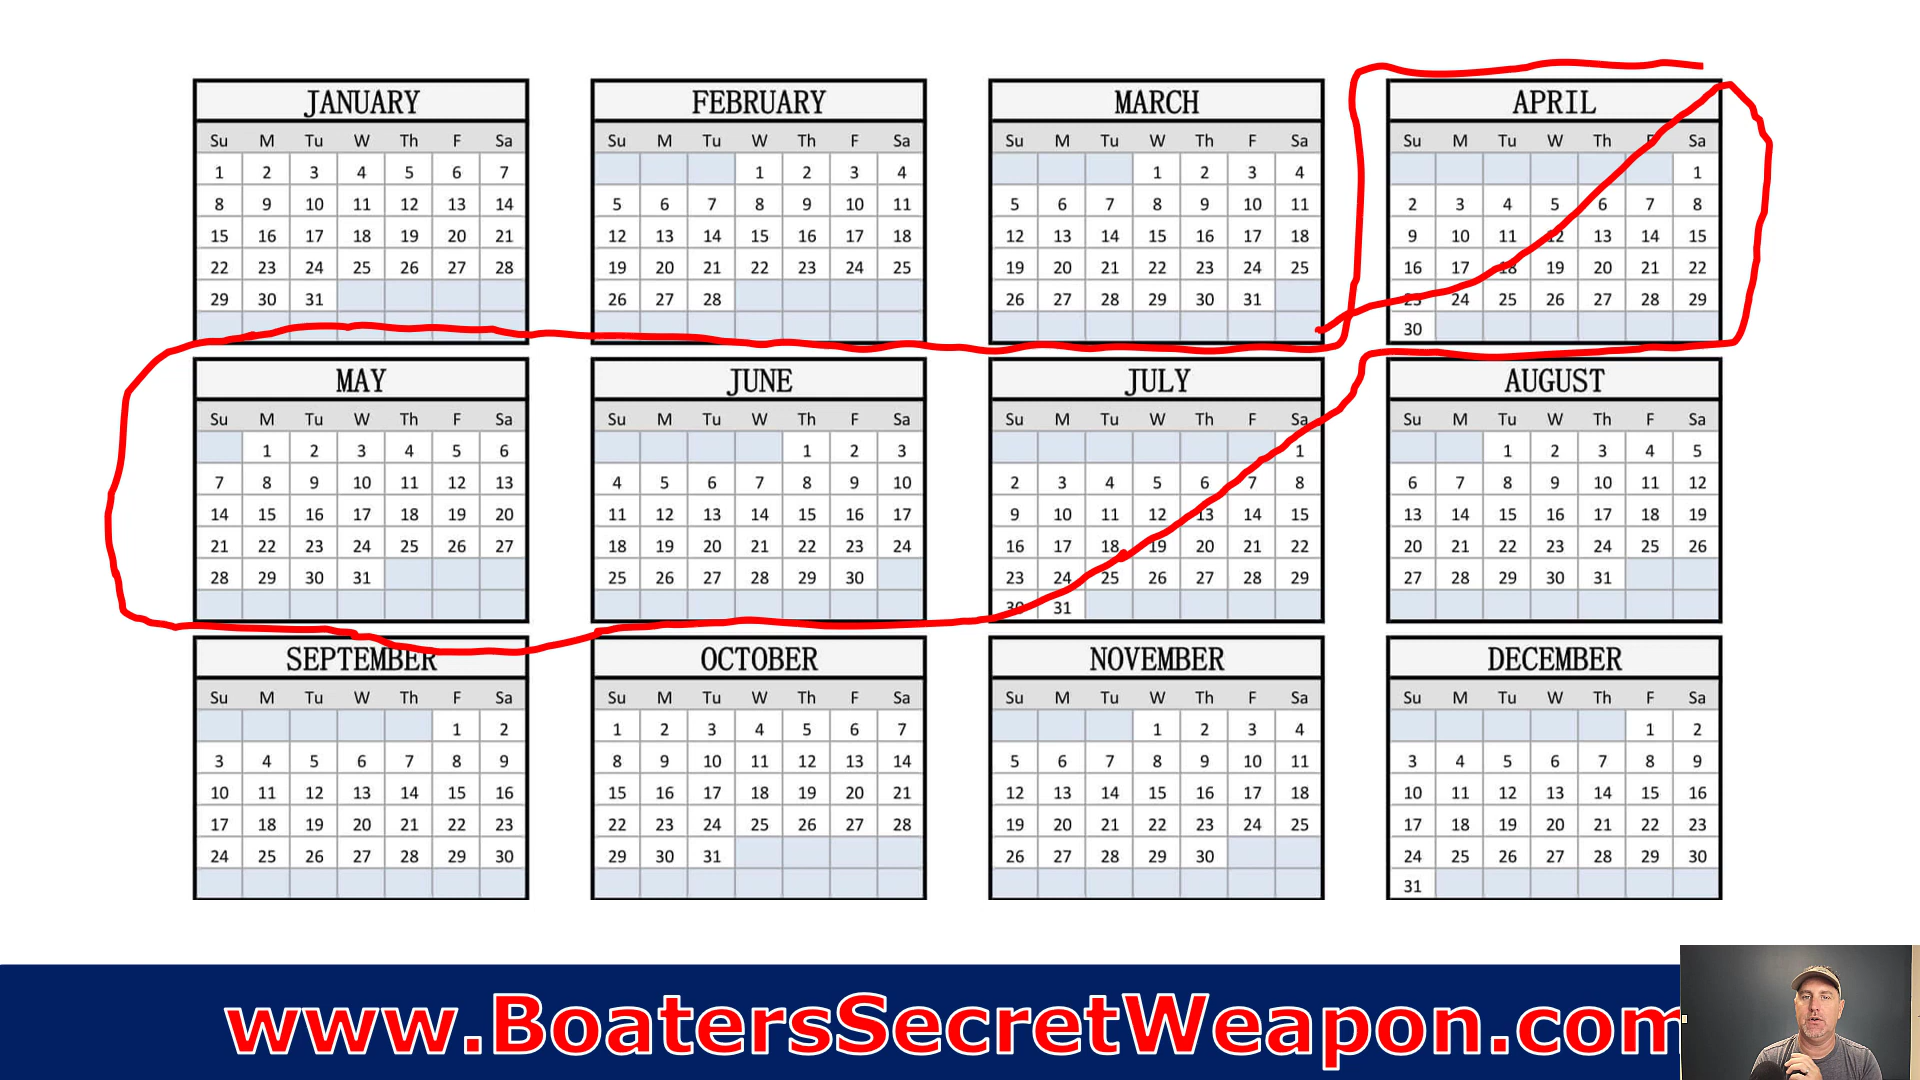 JANUARY FEBRUARY MARCH APRIL
Su M Tu W Th F Sa Su M Tu W Th F Sa Su M Tu W Th F Sa Su M Tu W Th F Sa
1 2 3 4 5 6 7 1 2 3 4 1 2 3 4 1
8 9 10 11 12 13 14 5 6 7 8 9 10 11 5 6 7 8 9 10 11 2 3 4 5 6 7 8
15 16 17 18 19 20 21 12 13 14 15 16 17 18 12 13 14 15 16 17 18 9 10 11 12 13 14 15
22 23 24 25 26 27 28 19 20 21 22 23 24 25 19 20 21 22 23 24 25 16 17 18 19 20 21 22
29 30 31 26 27 28 26 27 28 29 30 31 23 24 25 26 27 28 29
30
MAY JUNE JULY AUGUST
Su M Tu W Th F Sa Su M Tu W Th F Sa Su M Tu W Th F Sa Su M Tu W Th F Sa
1 2 3 4 5 6 1 2 3 1 1 2 3 4 5
7 8 9 10 11 12 13 4 5 6 7 8 9 10 2 3 4 5 6 7 8 6 7 8 9 10 11 12
14 15 16 17 18 19 20 11 12 13 14 15 16 17 9 10 11 12 13 14 15 13 14 15 16 17 18 19
21 22 23 24 25 26 27 18 19 20 21 22 23 24 16 17 18 19 20 21 22 20 21 22 23 24 25 26
28 29 30 31 25 26 27 28 29 30 23 24 25 26 27 28 29 27 28 29 30 31
30 31
SEPTEMBER OCTOBER NOVEMBER DECEMBER
Su M Tu W Th F Sa Su M Tu W Th F Sa Su M Tu W Th F Sa Su M Tu W Th F Sa
1 2 1 2 3 4 5 6 7 1 2 3 4 1 2
3 4 5 6 7 8 9 8 9 10 11 12 13 14 5 6 7 8 9 10 11 3 4 5 6 7 8 9
10 11 12 13 14 15 16 15 16 17 18 19 20 21 12 13 14 15 16 17 18 10 11 12 13 14 15 16
17 18 19 20 21 22 23 22 23 24 25 26 27 28 19 20 21 22 23 24 25 17 18 19 20 21 22 23
24 25 26 27 28 29 30 29 30 31 26 27 28 29 30 24 25 26 27 28 29 30
31
www.BoatersSecretWeapon.com